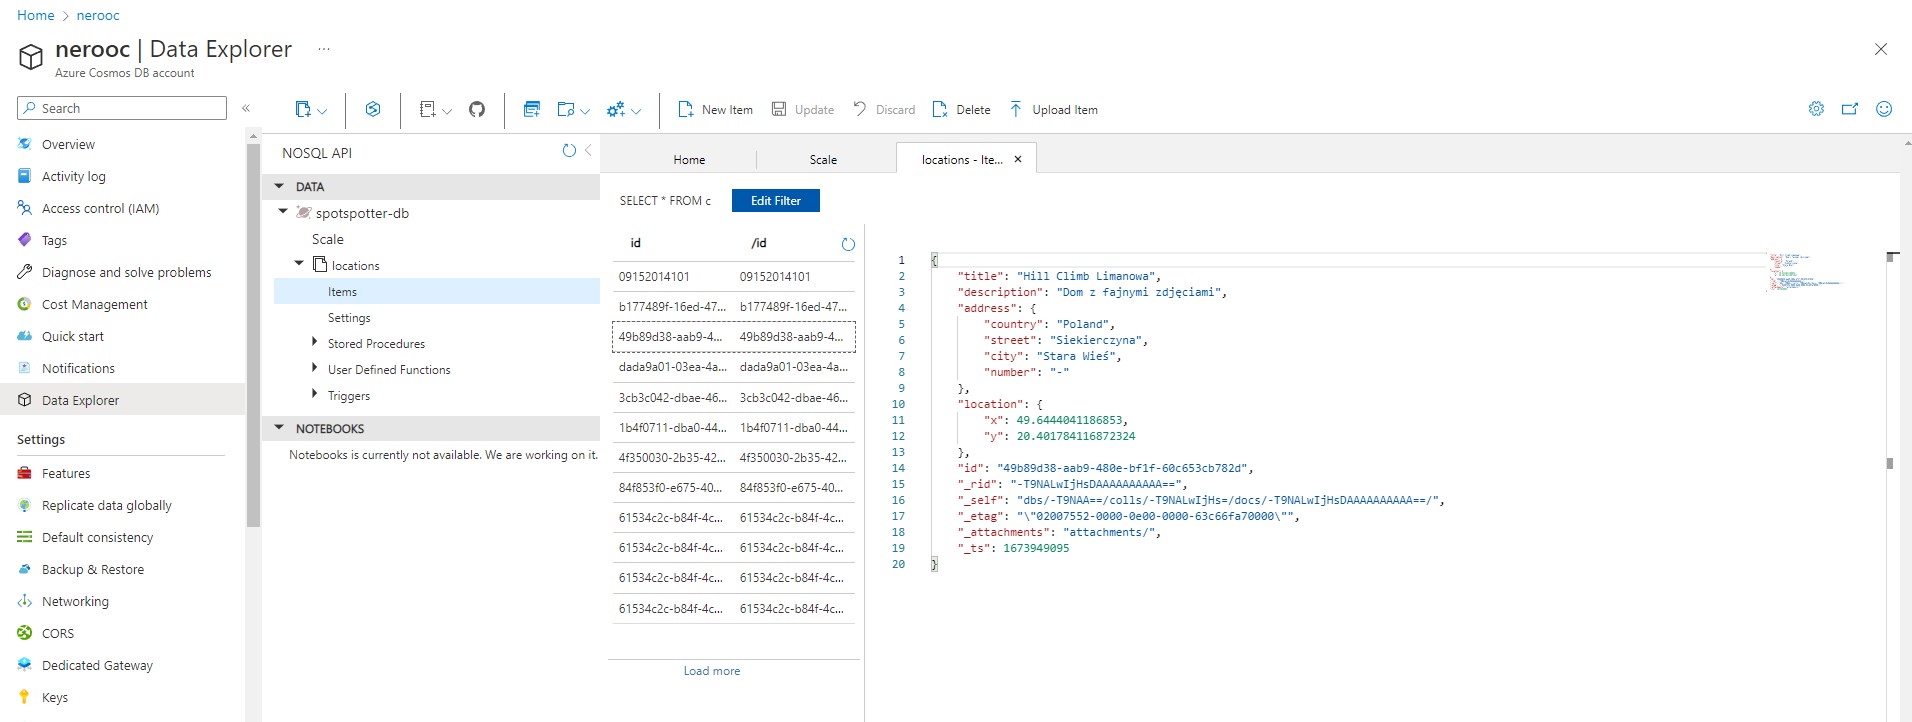 Home > nerooc
nerooc | Data Explorer ...
Azure Cosmos DB account
Search
«
New Item
Update
Discard
Delete
Upload Item
Overview
Activity log
Access control (IAM)
Tags
Diagnose and solve problems
Cost Management
Quick start
Notifications
Data Explorer
Settings
Features
Replicate data globally
Default consistency
Backup & Restore
Networking
CORS
Dedicated Gateway
Keys
NOSQL API
DATA
spotspotter-db
Scale
locations
Items
Settings
Stored Procedures
User Defined Functions
Triggers
NOTEBOOKS
Notebooks is currently not available. We are working on it.
Home
Scale
locations - Ite...
SELECT * FROM c
Edit Filter
id /id
09152014101 09152014101
b177489f-16ed-47... b177489f-16ed-47...
49b89d38-aab9-4... 49b89d38-aab9-4...
dada9a01-03ea-4a... dada9a01-03ea-4a...
3cb3c042-dbae-46... 3cb3c042-dbae-46...
1b4f0711-dba0-44... 1b4f0711-dba0-44...
4f350030-2b35-42... 4f350030-2b35-42...
84f853f0-e675-40... 84f853f0-e675-40...
61534c2c-b84f-4c... 61534c2c-b84f-4c...
61534c2c-b84f-4c... 61534c2c-b84f-4c...
61534c2c-b84f-4c... 61534c2c-b84f-4c...
61534c2c-b84f-4c... 61534c2c-b84f-4c...
Load more
1 {
2 "title": "Hill Climb Limanowa",
3 "description": "Dom z fajnymi zdjęciami",
4 "address": {
5 "country": "Poland",
6 "street": "Siekierczyna",
7 "city": "Stara Wieś",
8 "number": "-"
9 },
10 "location": {
11 "x": 49.6444041186853,
12 "y": 20.401784116872324
13 },
14 "id": "49b89d38-aab9-480e-bf1f-60c653cb782d",
15 "_rid": "-T9NALwIjHsDAAAAAAAAAA==",
16 "_self": "dbs/-T9NAA==/colls/-T9NALwIjHs=/docs/-T9NALwIjHsDAAAAAAAAAA==/",
17 "_etag": "\"02007552-0000-0e00-0000-63c66fa70000\"",
18 "_attachments": "attachments/",
19 "_ts": 1673949095
20 }